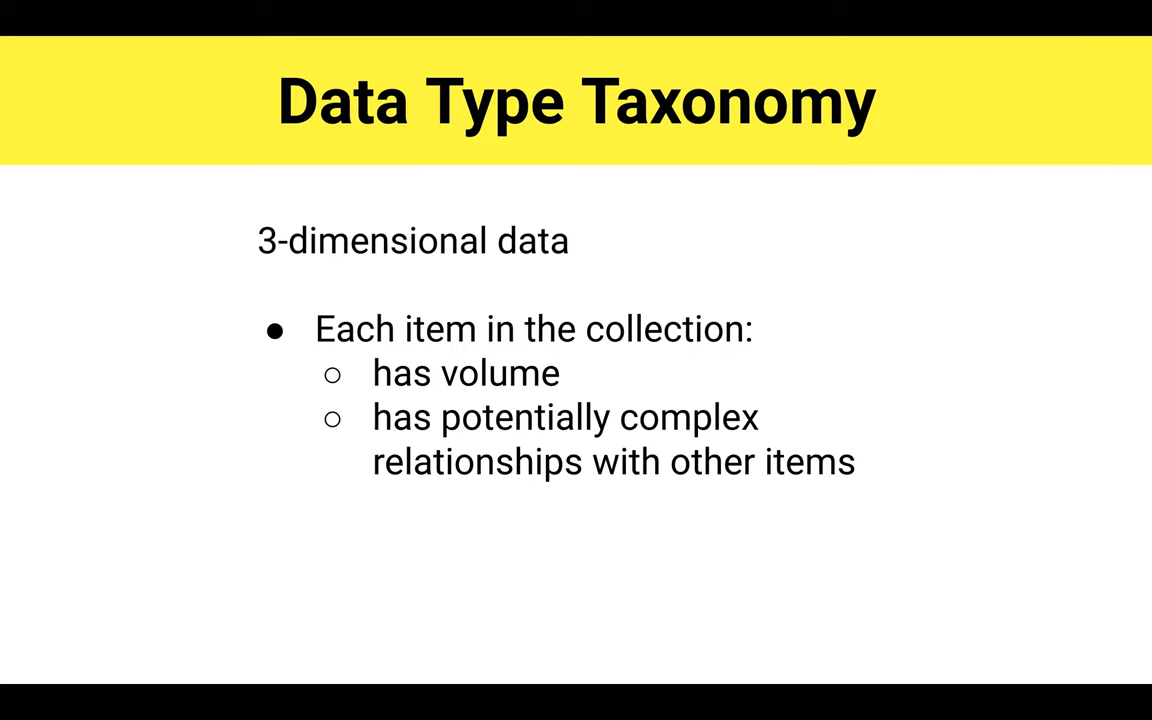 Data Type Taxonomy
3-dimensional data
● Each item in the collection:
○ has volume
○ has potentially complex
relationships with other items